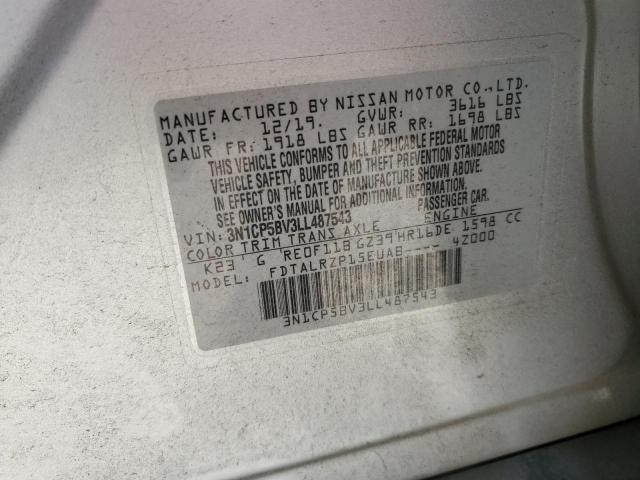 MANUFACTURED BY NISSAN MOTOR CO.,LTD.
DATE: 12/19. GVWR: 3616 LBS
GAWR FR: 1918 LBS GAWR RR: 1698 LBS
THIS VEHICLE CONFORMS TO ALL APPLICABLE FEDERAL MOTOR
VEHICLE SAFETY, BUMPER, AND THEFT PREVENTION STANDARDS
IN EFFECT ON THE DATE OF MANUFACTURE SHOWN ABOVE.
SEE OWNER'S MANUAL FOR ADDITIONAL INFORMATION.
VIN: 3N1CP5BV3LL487543 PASSENGER CAR.
COLOR TRIM TRANS AXLE ENGINE
K23 G RE0F11B GZ39 HR16DE 1598 CC
MODEL: FDTALRZP15EUAB---- 4Z000
3N1CP5BV3LL487543